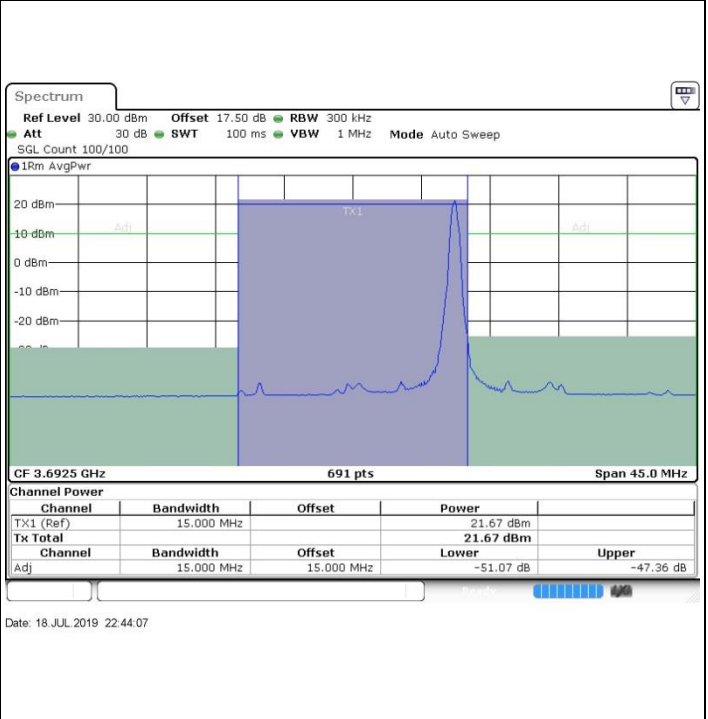 Spectrum
Ref Level 30.00 dBm Offset 17.50 dB RBW 300 kHz
Att 30 dB SWT 100 ms VBW 1 MHz Mode Auto Sweep
SGL Count 100/100
1Rm AvgPwr
20 dBm
TX1
Adj Adj
10 dBm
0 dBm
-10 dBm
-20 dBm
CF 3.6925 GHz 691 pts Span 45.0 MHz
Channel Power
Channel Bandwidth Offset Power
TX1 (Ref) 15.000 MHz 21.67 dBm
Tx Total 21.67 dBm
Channel Bandwidth Offset Lower Upper
Adj 15.000 MHz 15.000 MHz -51.07 dB -47.36 dB
Ready
Date: 18.JUL.2019 22:44:07